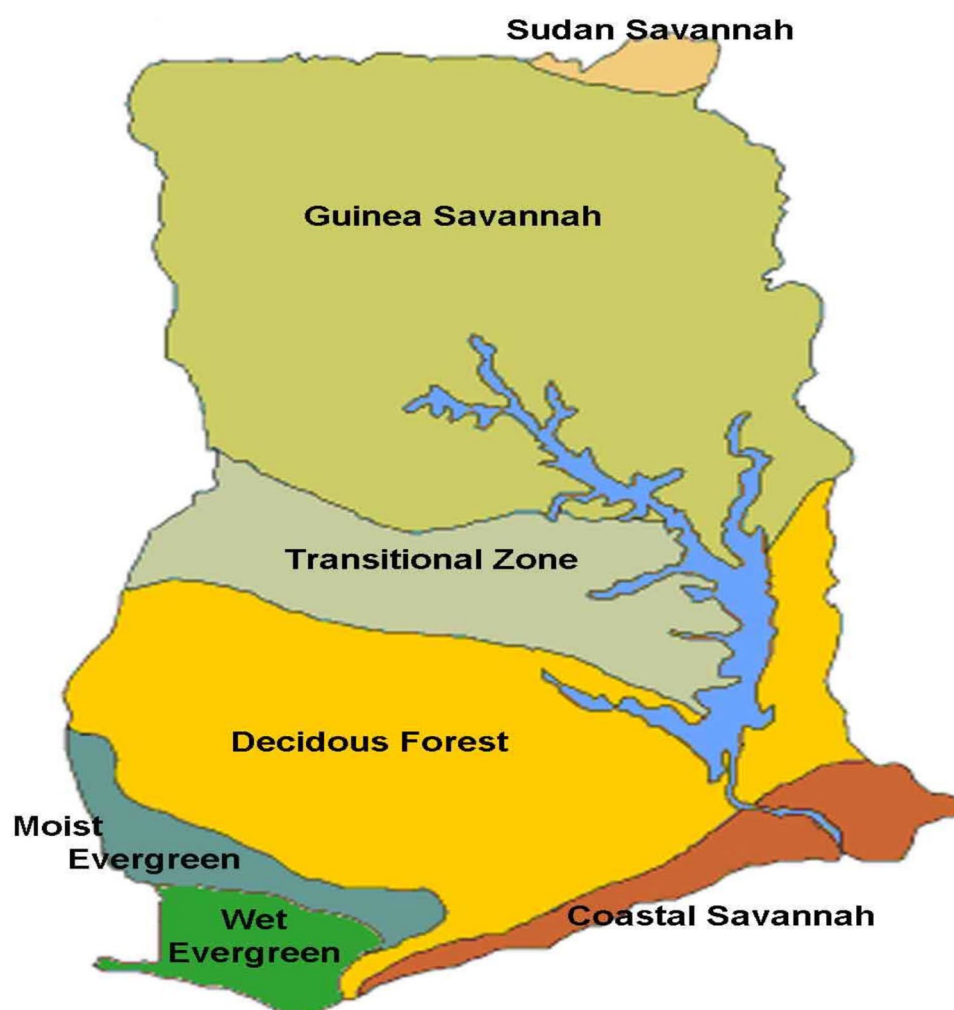 Sudan Savannah
Guinea Savannah
Transitional Zone
Decidous Forest
Moist
Evergreen
Wet
Evergreen
Coastal Savannah